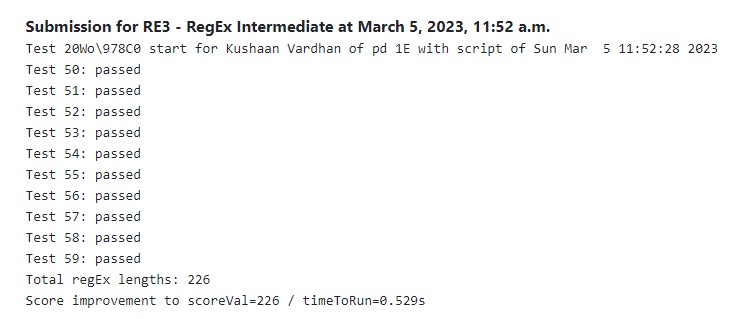 Submission for RE3 - RegEx Intermediate at March 5, 2023, 11:52 a.m.
Test 20Wo\978C0 start for Kushaan Vardhan of pd 1E with script of Sun Mar  5 11:52:28 2023
Test 50: passed
Test 51: passed
Test 52: passed
Test 53: passed
Test 54: passed
Test 55: passed
Test 56: passed
Test 57: passed
Test 58: passed
Test 59: passed
Total regEx lengths: 226
Score improvement to scoreVal=226 / timeToRun=0.529s